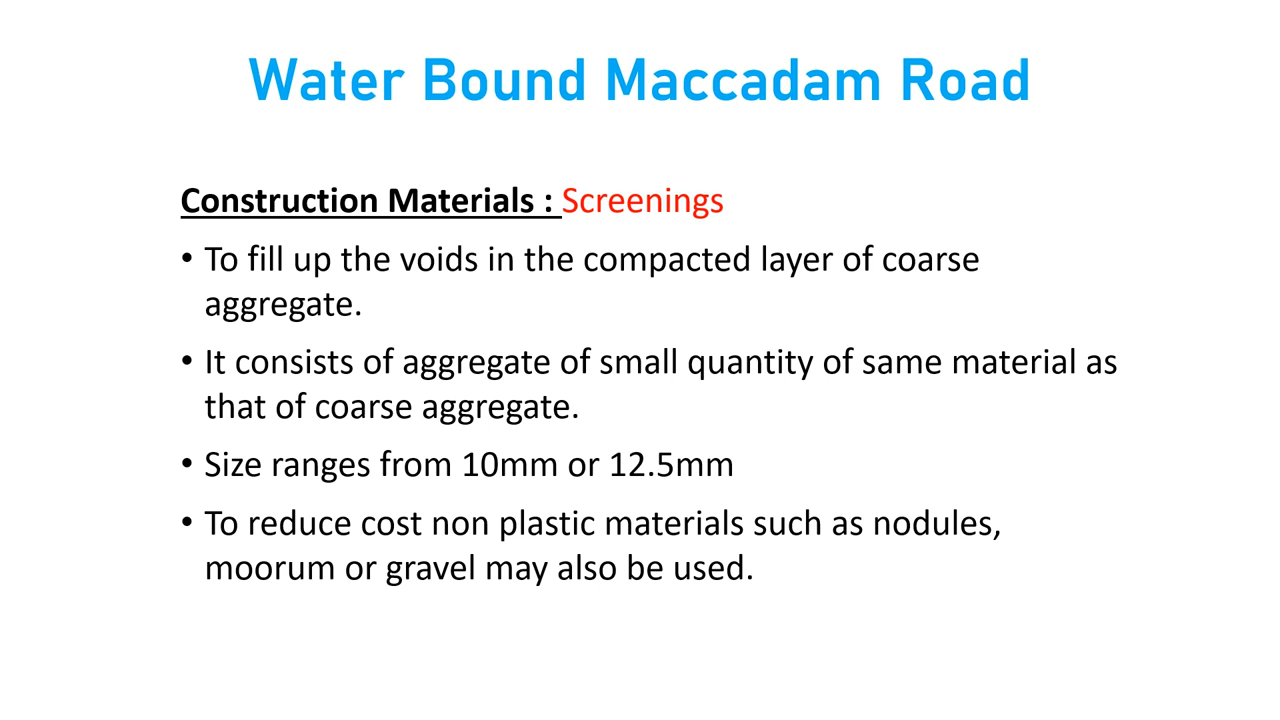 Water Bound Maccadam Road
Construction Materials : Screenings
• To fill up the voids in the compacted layer of coarse
aggregate.
• It consists of aggregate of small quantity of same material as
that of coarse aggregate.
• Size ranges from 10mm or 12.5mm
• To reduce cost non plastic materials such as nodules,
moorum or gravel may also be used.